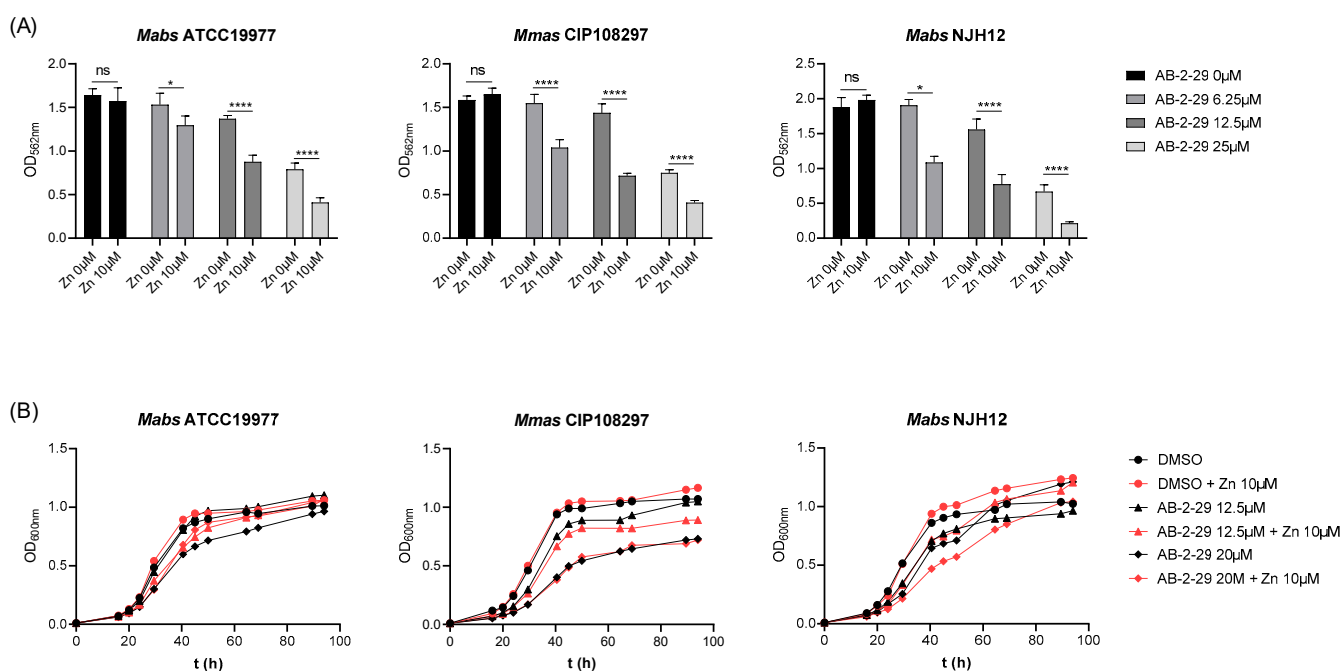 (A)
Mabs ATCC19977
Mmas CIP108297
Mabs NJH12
OD562nm
2.0
1.5
1.0
0.5
0.0
ns
*
****
****
Zn 0µM
Zn 10µM
Zn 0µM
Zn 10µM
Zn 0µM
Zn 10µM
Zn 0µM
Zn 10µM
OD562nm
2.0
1.5
1.0
0.5
0.0
ns
****
****
****
Zn 0µM
Zn 10µM
Zn 0µM
Zn 10µM
Zn 0µM
Zn 10µM
Zn 0µM
Zn 10µM
OD562nm
2.5
2.0
1.5
1.0
0.5
0.0
ns
*
****
****
Zn 0µM
Zn 10µM
Zn 0µM
Zn 10µM
Zn 0µM
Zn 10µM
Zn 0µM
Zn 10µM
AB-2-29 0µM
AB-2-29 6.25µM
AB-2-29 12.5µM
AB-2-29 25µM
(B)
Mabs ATCC19977
Mmas CIP108297
Mabs NJH12
OD600nm
1.5
1.0
0.5
0.0
0 20 40 60 80 100
t (h)
OD600nm
1.5
1.0
0.5
0.0
0 20 40 60 80 100
t (h)
OD600nm
1.5
1.0
0.5
0.0
0 20 40 60 80 100
t (h)
DMSO
DMSO + Zn 10µM
AB-2-29 12.5µM
AB-2-29 12.5µM + Zn 10µM
AB-2-29 20µM
AB-2-29 20M + Zn 10µM